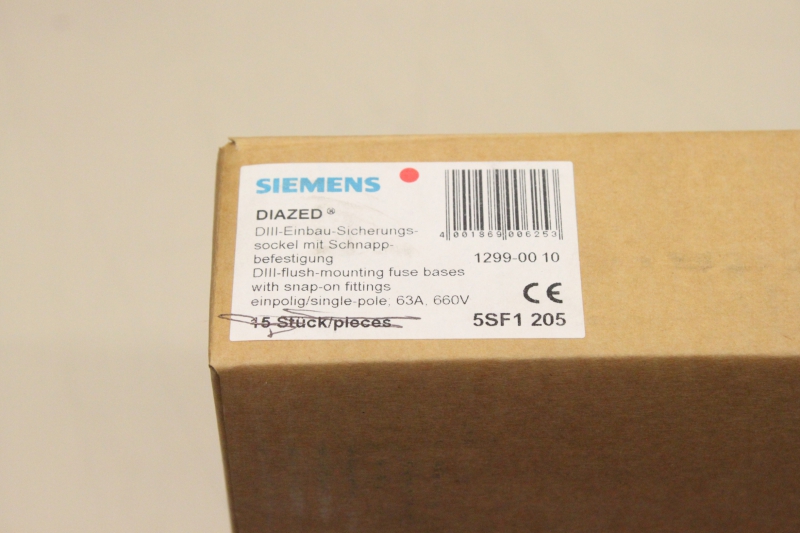 SIEMENS
DIAZED ®
DIII-Einbau-Sicherungs-
sockel mit Schnapp-
befestigung
DIII-flush-mounting fuse bases
with snap-on fittings
einpolig/single-pole, 63A, 660V
15 Stück/pieces
4 001869 006253
1299-00 10
CE
5SF1 205